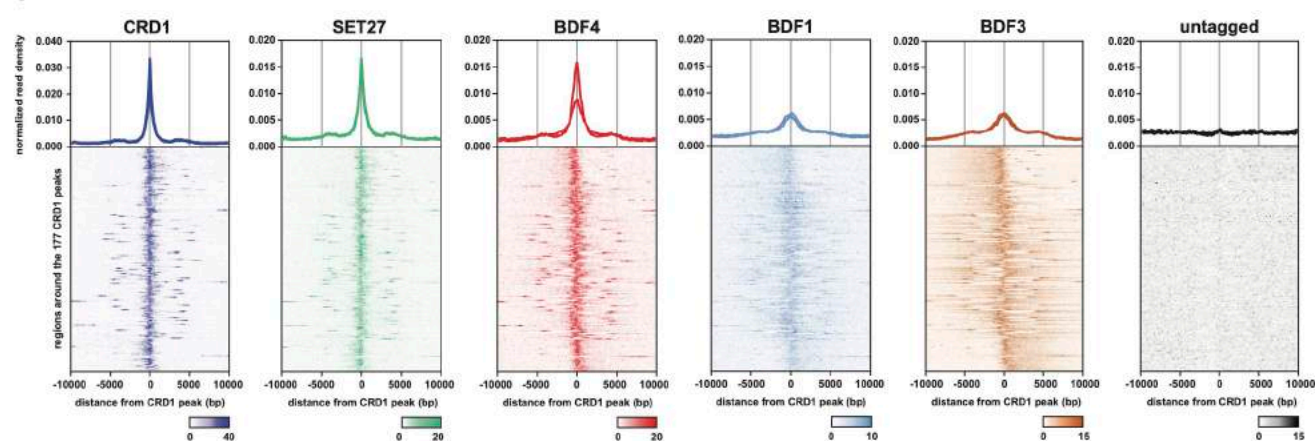 CRD1 SET27 BDF4 BDF1 BDF3 untagged
normalized read density
0.040 0.030 0.020 0.010 0.000
0.020 0.015 0.010 0.005 0.000
0.020 0.015 0.010 0.005 0.000
0.020 0.015 0.010 0.005 0.000
0.020 0.015 0.010 0.005 0.000
0.020 0.015 0.010 0.005 0.000
regions around the 177 CRD1 peaks
-10000 -5000 0 5000 10000
-10000 -5000 0 5000 10000
-10000 -5000 0 5000 10000
-10000 -5000 0 5000 10000
-10000 -5000 0 5000 10000
-10000 -5000 0 5000 10000
distance from CRD1 peak (bp)
distance from CRD1 peak (bp)
distance from CRD1 peak (bp)
distance from CRD1 peak (bp)
distance from CRD1 peak (bp)
distance from CRD1 peak (bp)
0 40
0 20
0 20
0 10
0 15
0 15